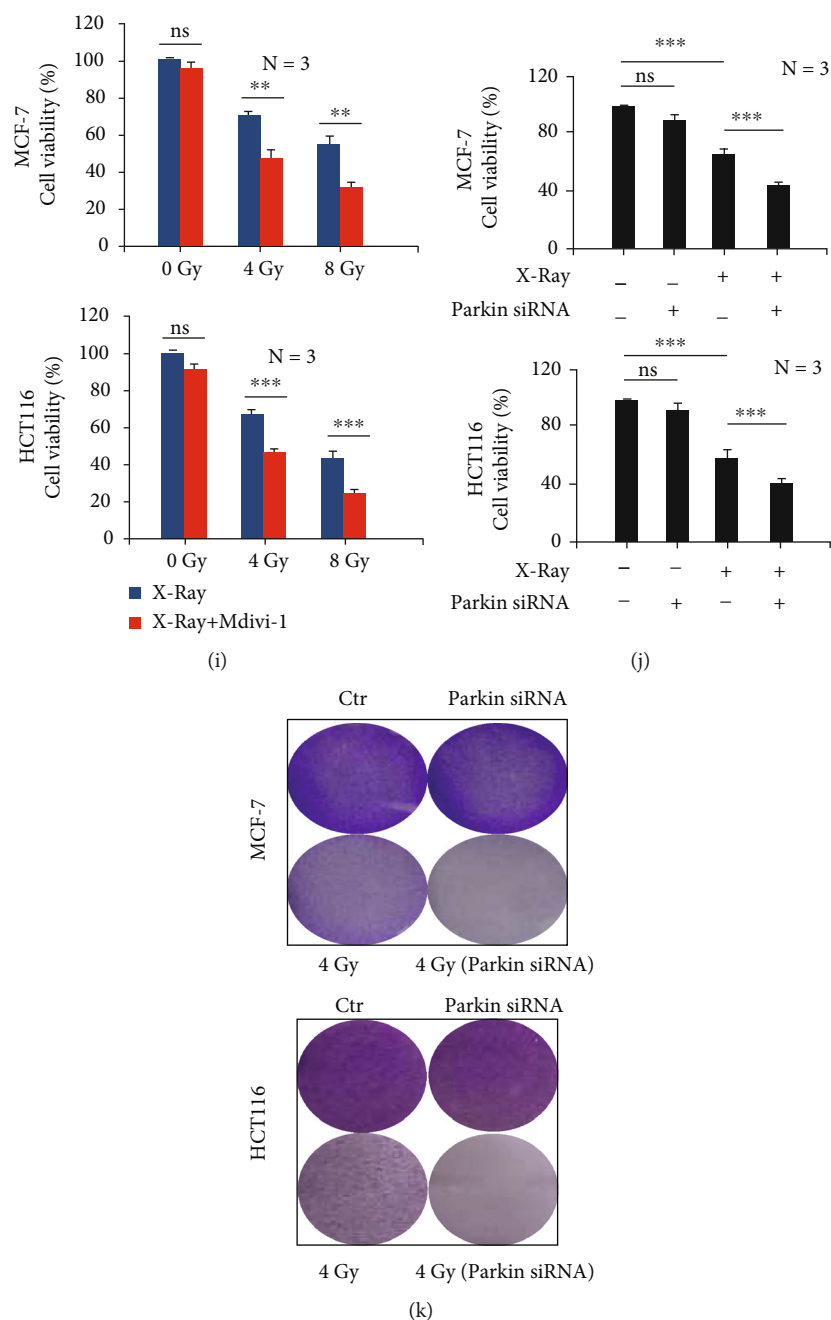 120
100
80
60
40
20
0
MCF-7
Cell viability (%)
ns
N = 3
**
**
0 Gy
4 Gy
8 Gy
120
100
80
60
40
20
0
HCT116
Cell viability (%)
ns
N = 3
***
***
0 Gy
4 Gy
8 Gy
X-Ray
X-Ray+Mdivi-1
(i)
120
80
40
0
MCF-7
Cell viability (%)
***
N = 3
ns
***
X-Ray – – + +
Parkin siRNA – + – +
120
80
40
0
HCT116
Cell viability (%)
***
N = 3
ns
***
X-Ray – – + +
Parkin siRNA – + – +
(j)
Ctr Parkin siRNA
MCF-7
4 Gy 4 Gy (Parkin siRNA)
Ctr Parkin siRNA
HCT116
4 Gy 4 Gy (Parkin siRNA)
(k)